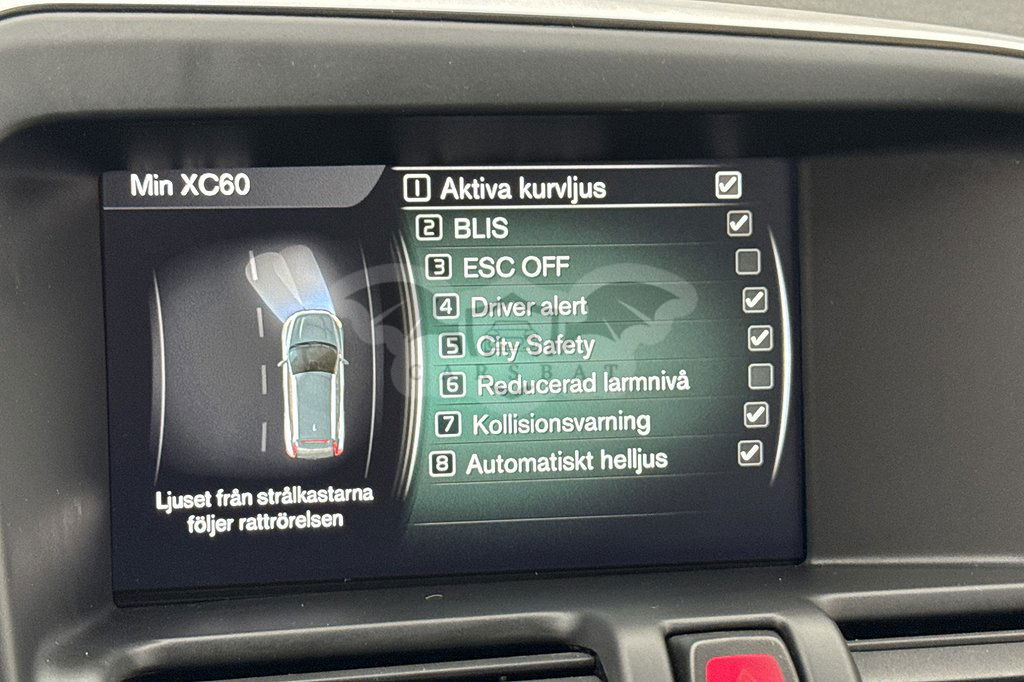 Min XC60
1 Aktiva kurvljus
2 BLIS
3 ESC OFF
4 Driver alert
5 City Safety
6 Reducerad larmnivå
7 Kollisionsvarning
8 Automatiskt helljus
Ljuset från strålkastarna
följer rattrörelsen
CARSBAT